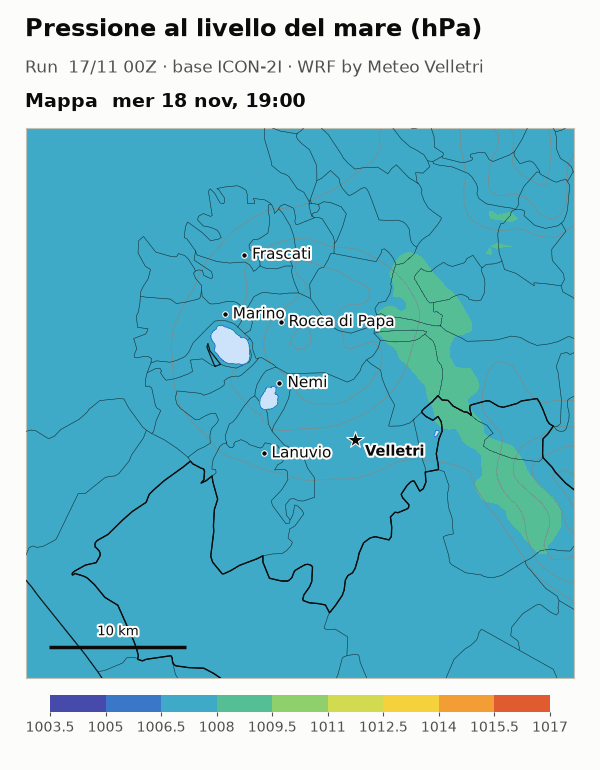 Pressione al livello del mare (hPa)
Run 17/11 00Z · base ICON-2I · WRF by Meteo Velletri
Mappa mer 18 nov, 19:00
Frascati
Marino
Rocca di Papa
Nemi
Velletri
Lanuvio
10 km
1003.5 1005 1006.5 1008 1009.5 1011 1012.5 1014 1015.5 1017